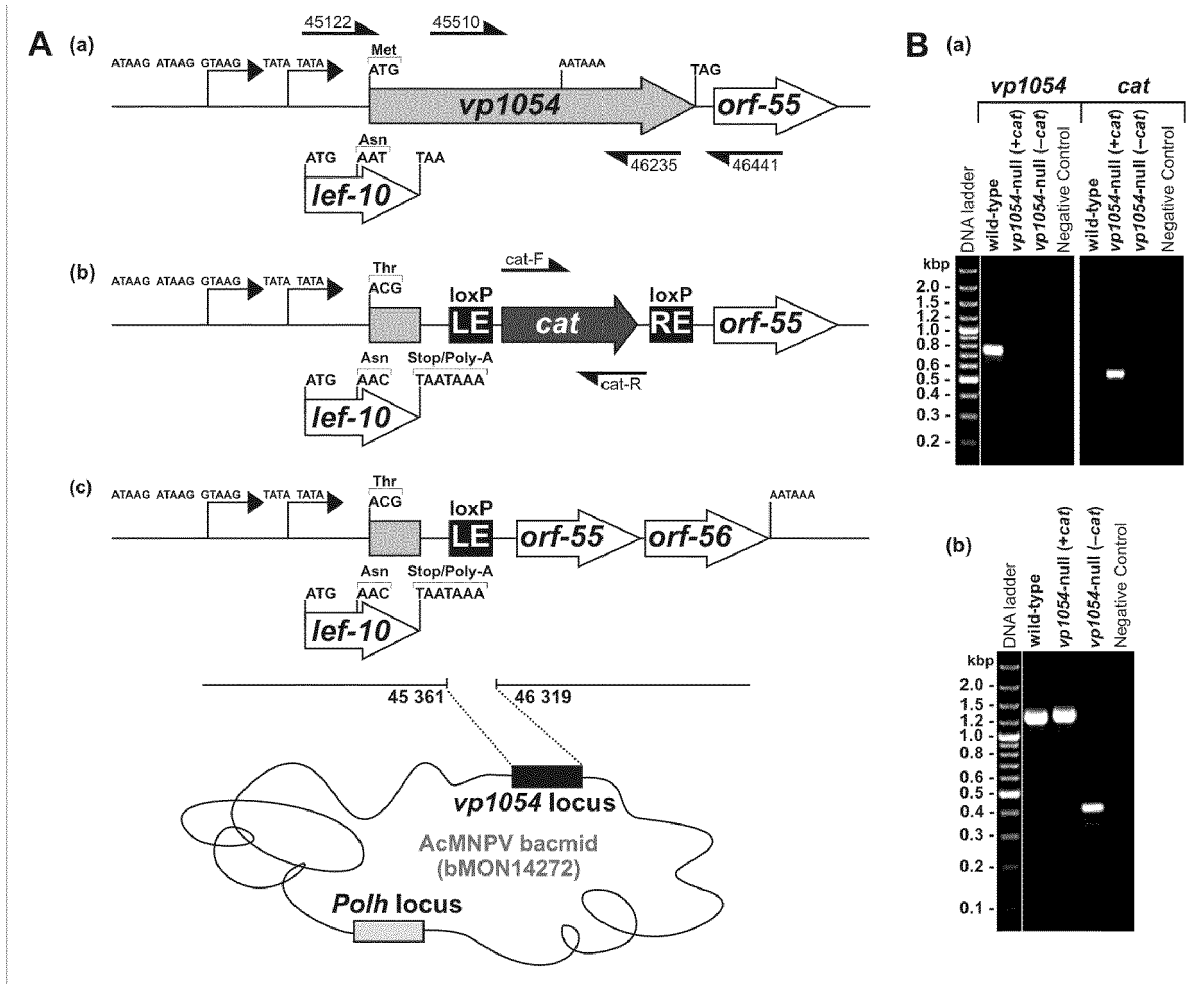 A
(a)
45122
45510
ATAAG ATAAG GTAAG TATA TATA
Met
ATG
AATAAA
TAG
vp1054
orf-55
46235
46441
ATG
Asn
AAT
TAA
lef-10
(b)
cat-F
ATAAG ATAAG GTAAG TATA TATA
Thr
ACG
loxP
LE
cat
loxP
RE
orf-55
cat-R
ATG
Asn
AAC
Stop/Poly-A
TAATAAA
lef-10
(c)
ATAAG ATAAG GTAAG TATA TATA
Thr
ACG
loxP
LE
orf-55
orf-56
AATAAA
ATG
Asn
AAC
Stop/Poly-A
TAATAAA
lef-10
45 361
46 319
vp1054 locus
AcMNPV bacmid
(bMON14272)
Polh locus
B
(a)
vp1054
cat
DNA ladder
wild-type
vp1054-null (+cat)
vp1054-null (–cat)
Negative Control
wild-type
vp1054-null (+cat)
vp1054-null (–cat)
Negative Control
kbp
2.0 -
1.5 -
1.2 -
1.0 -
0.8 -
0.6 -
0.5 -
0.4 -
0.3 -
0.2 -
(b)
DNA ladder
wild-type
vp1054-null (+cat)
vp1054-null (–cat)
Negative Control
kbp
2.0 -
1.5 -
1.2 -
1.0 -
0.8 -
0.6 -
0.5 -
0.4 -
0.3 -
0.2 -
0.1 -